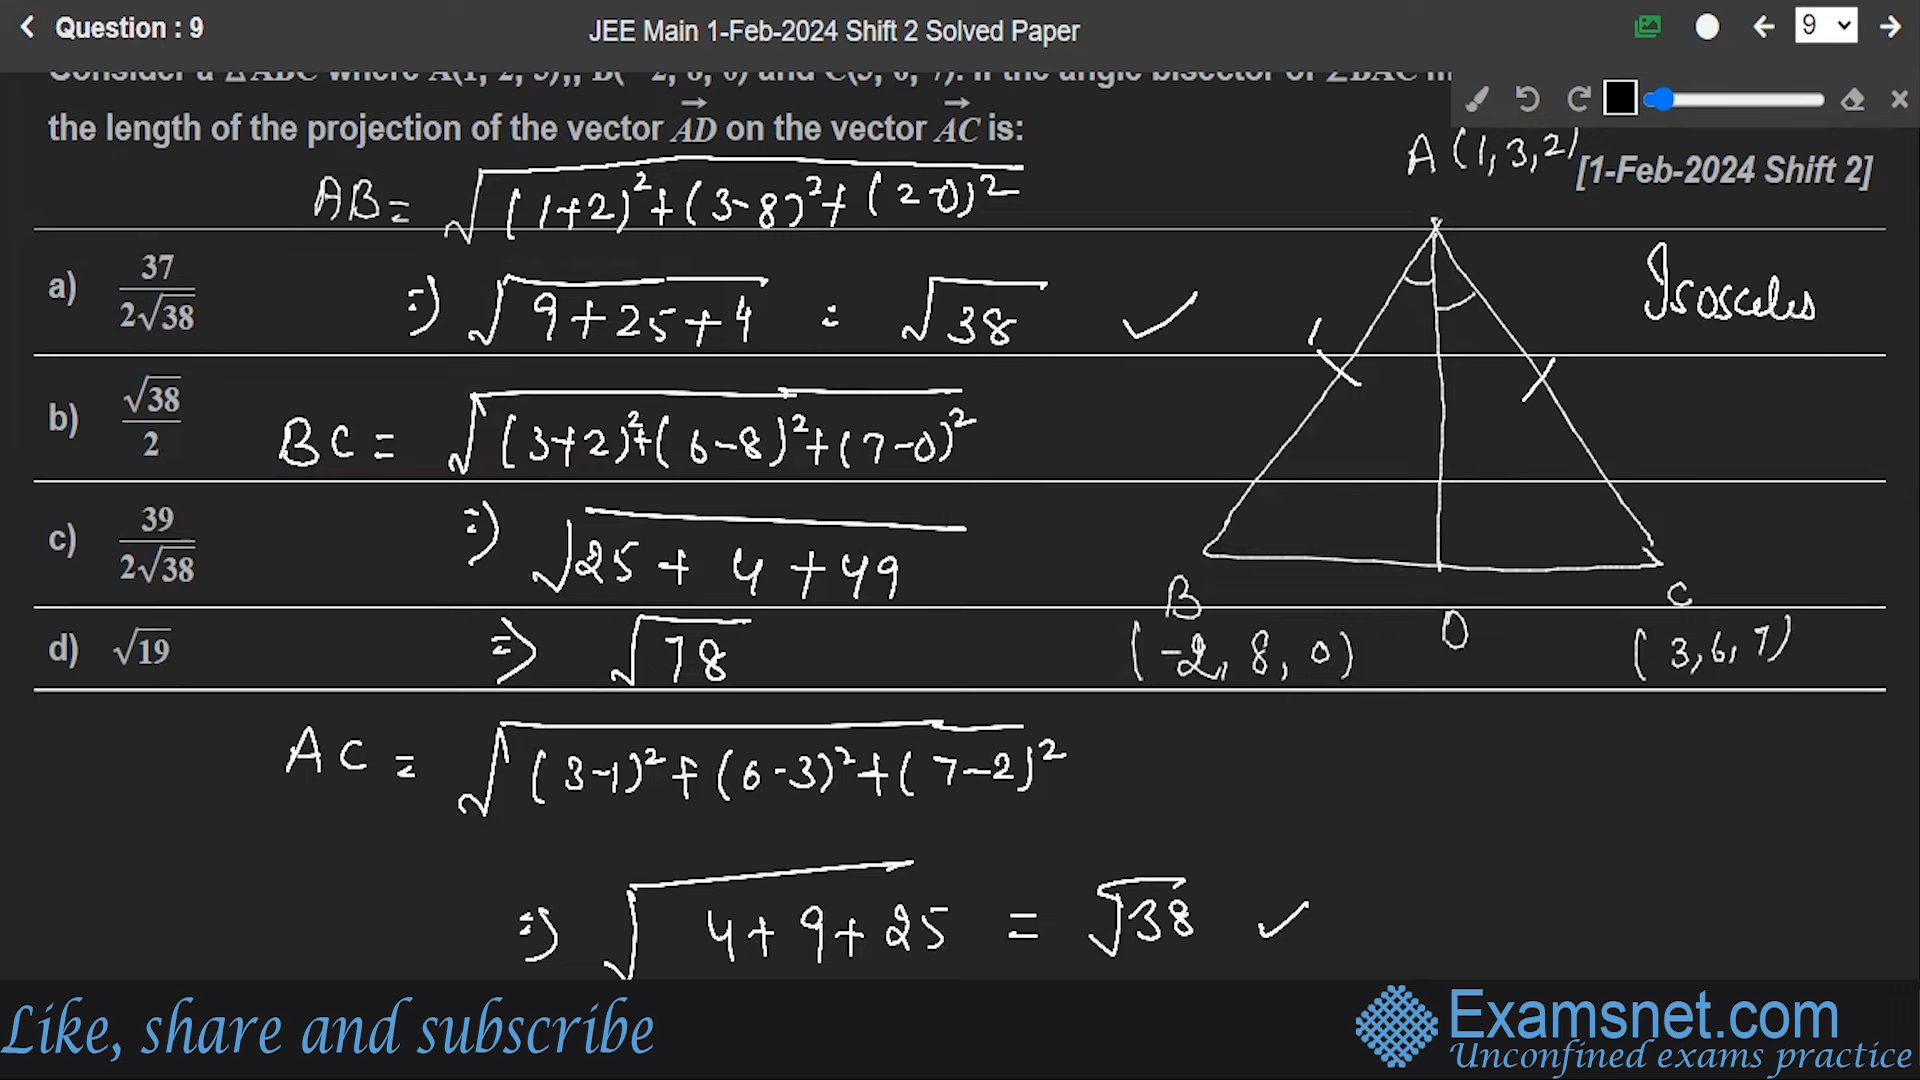 Question : 9
JEE Main 1-Feb-2024 Shift 2 Solved Paper
9
the length of the projection of the vector AD on the vector AC is:
[1-Feb-2024 Shift 2]
A (1,3,2)
AB = √(1+2)²+(3-8)²+(2-0)²
a) 37/2√38
⇒) √9+25+4 = √38 ✓
Isosceles
b) √38/2
BC = √(3+2)²+(6-8)²+(7-0)²
c) 39/2√38
⇒) √25 + 4 + 49
B
C
D
(-2, 8, 0)
(3,6,7)
d) √19
⇒) √78
AC = √(3-1)²+(6-3)²+(7-2)²
⇒) √4+9+25 = √38 ✓
Like, share and subscribe
Examsnet.com
Unconfined exams practice